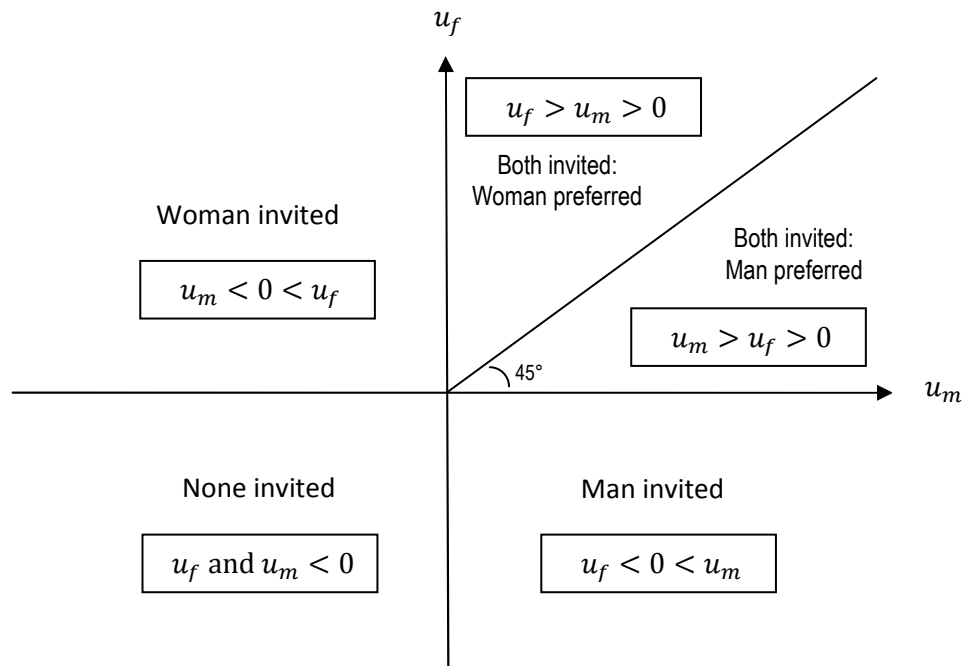 u_f
u_f > u_m > 0
Both invited:
Woman preferred
Woman invited
u_m < 0 < u_f
Both invited:
Man preferred
u_m > u_f > 0
45°
u_m
None invited
u_f and u_m < 0
Man invited
u_f < 0 < u_m